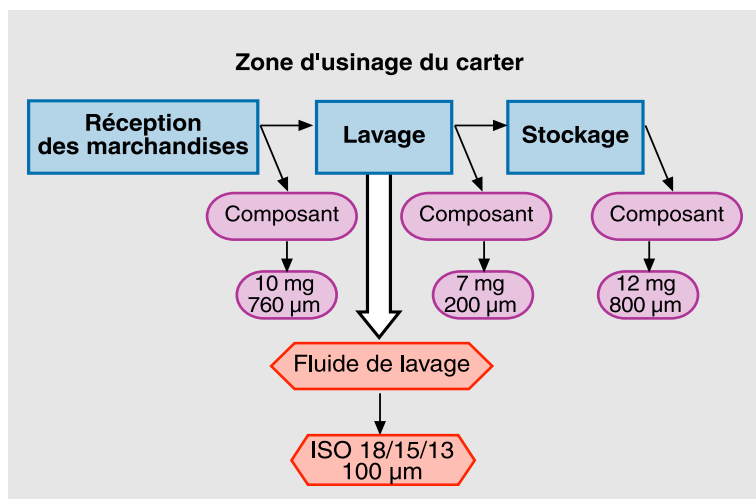 Zone d'usinage du carter
Réception
des marchandises
Lavage
Stockage
Composant
Composant
Composant
10 mg
760 µm
7 mg
200 µm
12 mg
800 µm
Fluide de lavage
ISO 18/15/13
100 µm